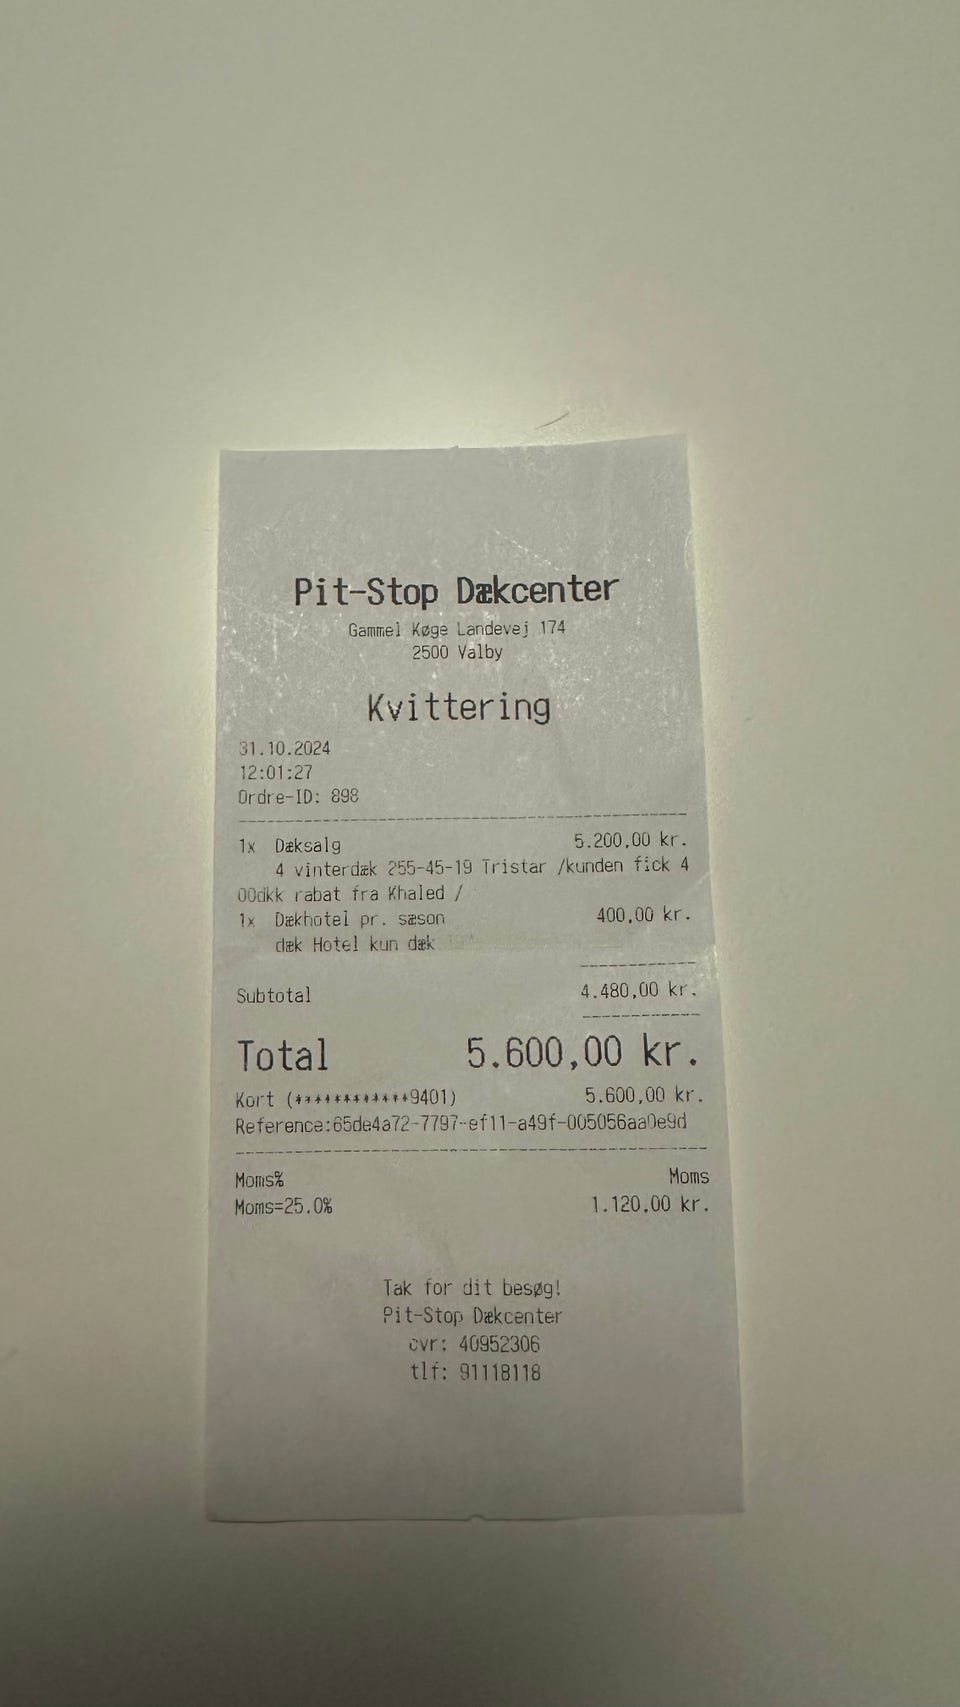 Pit-Stop Dækcenter
Gammel Køge Landevej 174
2500 Valby
Kvittering
31.10.2024
12:01:27
Ordre-ID: 898
1x Dæksalg 5.200,00 kr.
4 vinterdæk 255-45-19 Tristar /kunden fick 4
00dkk rabat fra Khaled /
1x Dækhotel pr. sæson 400,00 kr.
dæk Hotel kun dæk
Subtotal 4.480,00 kr.
Total 5.600,00 kr.
Kort (************9401) 5.600,00 kr.
Reference:65de4a72-7797-ef11-a49f-005056aa0e9d
Moms% Moms
Moms=25.0% 1.120,00 kr.
Tak for dit besøg!
Pit-Stop Dækcenter
cvr: 40952306
tlf: 91118118